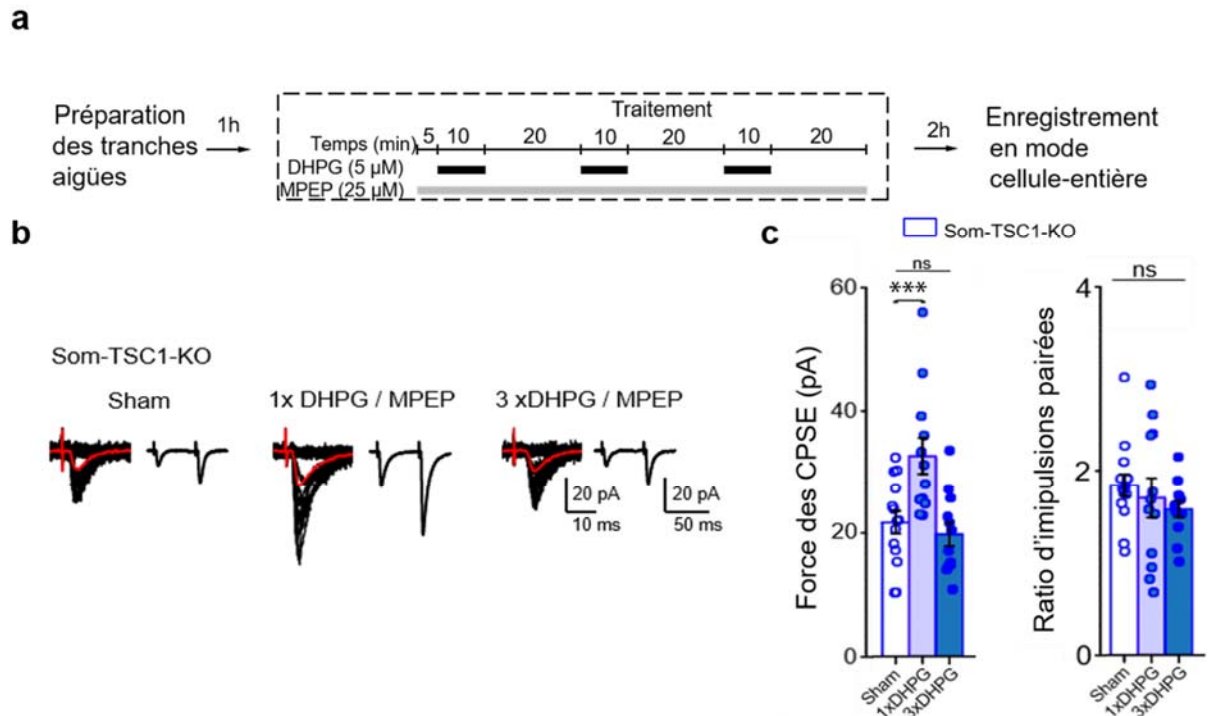 a
Préparation
des tranches
aigües
1h
Traitement
5 10 20 10 20 10 20
Temps (min)
DHPG (5 µM)
MPEP (25 µM)
2h
Enregistrement
en mode
cellule-entière
b
Som-TSC1-KO
Sham
1x DHPG / MPEP
3 xDHPG / MPEP
20 pA
10 ms
20 pA
50 ms
c
Som-TSC1-KO
Force des CPSE (pA)
60
40
20
0
ns
***
Sham
1xDHPG
3xDHPG
Ratio d'imipulsions pairées
4
2
0
ns
Sham
1xDHPG
3xDHPG